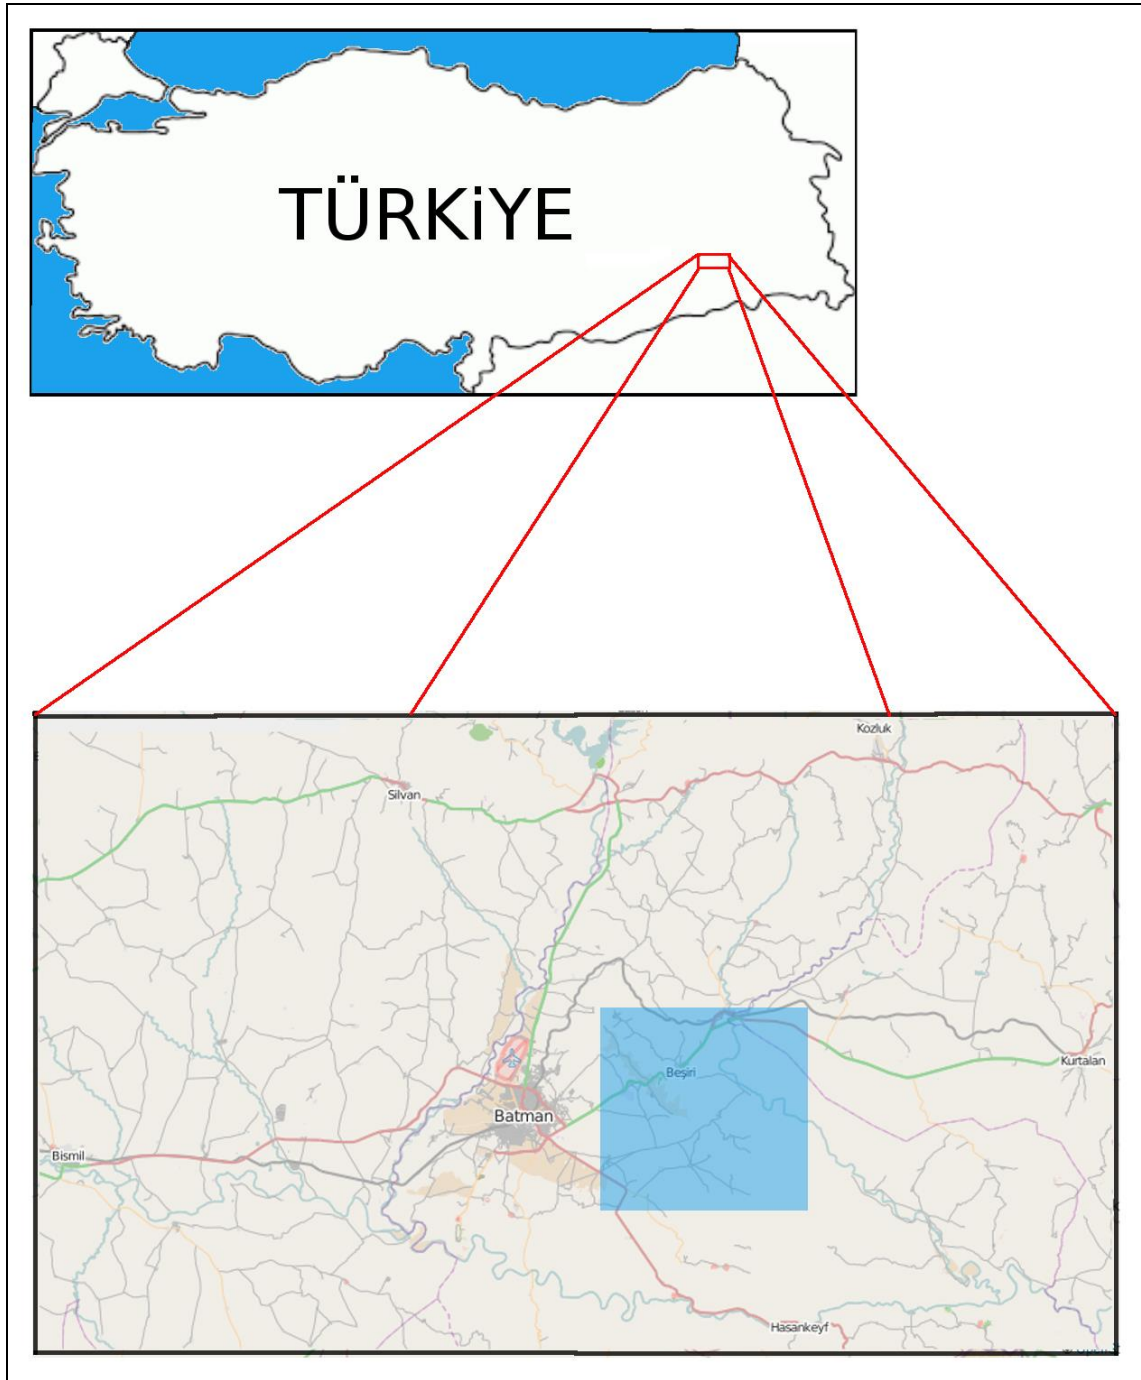 TÜRKiYE
Kozluk
Silvan
Kurtalan
Beşiri
Batman
Bismil
Hasankeyf